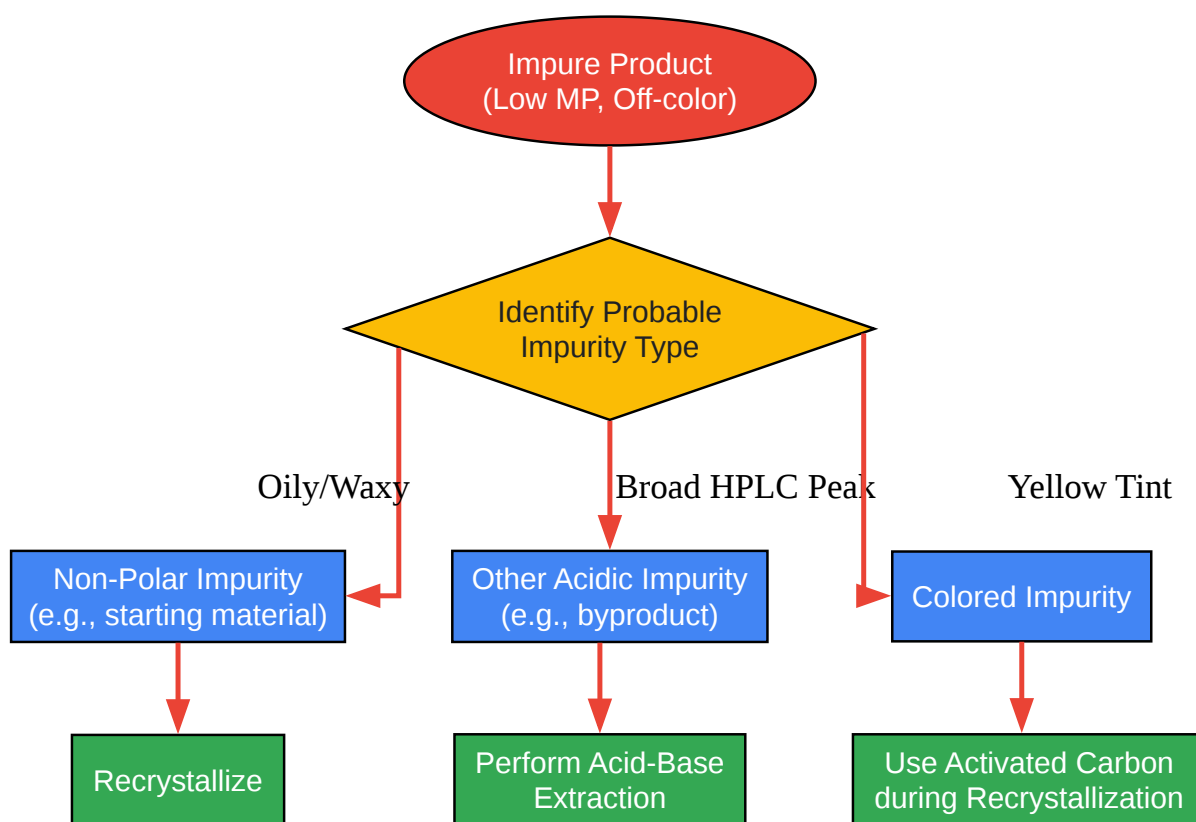 Impure Product
(Low MP, Off-color)
Identify Probable
Impurity Type
Oily/Waxy
Broad HPLC Peak
Yellow Tint
Non-Polar Impurity
(e.g., starting material)
Other Acidic Impurity
(e.g., byproduct)
Colored Impurity
Recrystallize
Perform Acid-Base
Extraction
Use Activated Carbon
during Recrystallization